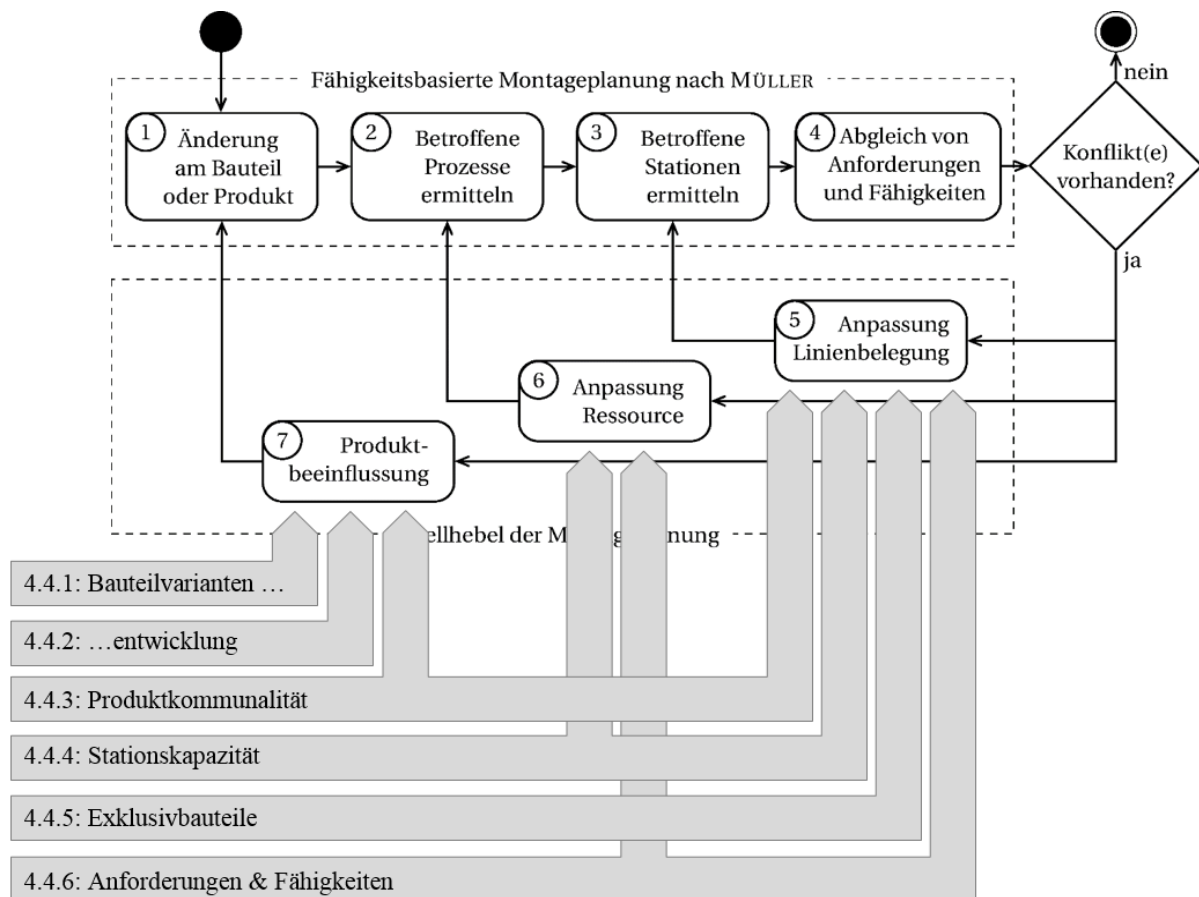 Fähigkeitsbasierte Montageplanung nach MÜLLER
nein
1
Änderung
am Bauteil
oder Produkt
2
Betroffene
Prozesse
ermitteln
3
Betroffene
Stationen
ermitteln
4
Abgleich von
Anforderungen
und Fähigkeiten
Konflikt(e)
vorhanden?
ja
5
Anpassung
Linienbelegung
6
Anpassung
Ressource
7
Produkt-
beeinflussung
ellhebel der M g nung
4.4.1: Bauteilvarianten …
4.4.2: …entwicklung
4.4.3: Produktkommunalität
4.4.4: Stationskapazität
4.4.5: Exklusivbauteile
4.4.6: Anforderungen & Fähigkeiten